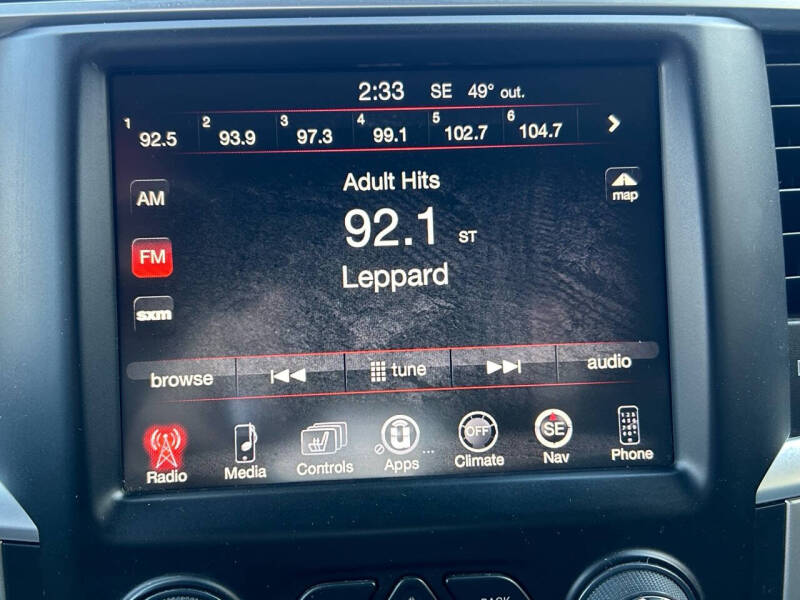 2:33 SE 49° out.
1 92.5 2 93.9 3 97.3 4 99.1 5 102.7 6 104.7
Adult Hits
AM
map
92.1 ST
FM
Leppard
sxm
browse tune audio
OFF SE
Radio Media Controls Apps ... Climate Nav Phone
BACK